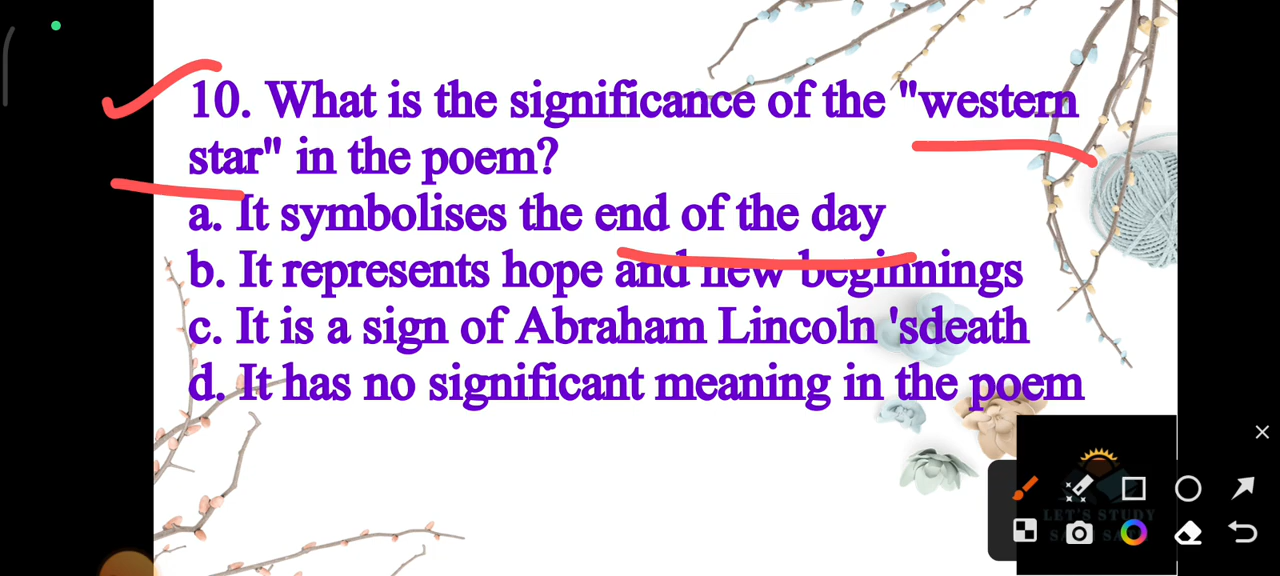 10. What is the significance of the "western
star" in the poem?
a. It symbolises the end of the day
b. It represents hope and new beginnings
c. It is a sign of Abraham Lincoln 'sdeath
d. It has no significant meaning in the poem
LET'S STUDY